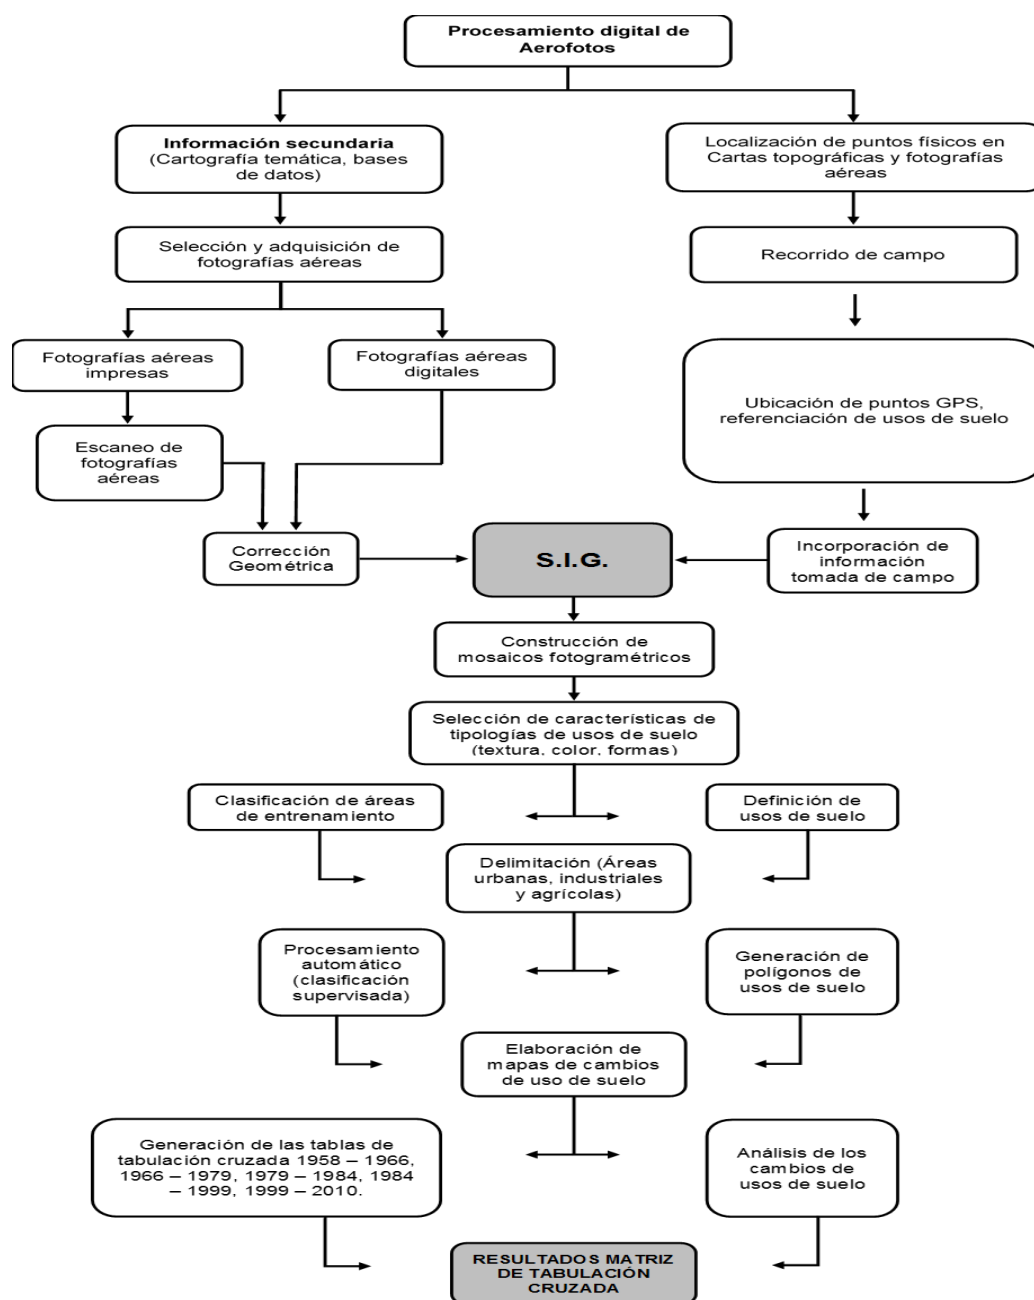 Procesamiento digital de
Aerofotos
Información secundaria
(Cartografía temática, bases
de datos)
Localización de puntos físicos en
Cartas topográficas y fotografías
aéreas
Selección y adquisición de
fotografías aéreas
Recorrido de campo
Fotografías aéreas
impresas
Fotografías aéreas
digitales
Ubicación de puntos GPS,
referenciación de usos de suelo
Escaneo de
fotografías
aéreas
Corrección
Geométrica
S.I.G.
Incorporación de
información
tomada de campo
Construcción de
mosaicos fotogramétricos
Selección de características de
tipologías de usos de suelo
(textura, color, formas)
Clasificación de áreas
de entrenamiento
Definición de
usos de suelo
Delimitación (Áreas
urbanas, industriales
y agrícolas)
Procesamiento
automático
(clasificación
supervisada)
Generación de
polígonos de
usos de suelo
Elaboración de
mapas de cambios
de uso de suelo
Generación de las tablas de
tabulación cruzada 1958 – 1966,
1966 – 1979, 1979 – 1984, 1984
– 1999, 1999 – 2010.
Análisis de los
cambios de
usos de suelo
RESULTADOS MATRIZ
DE TABULACIÓN
CRUZADA